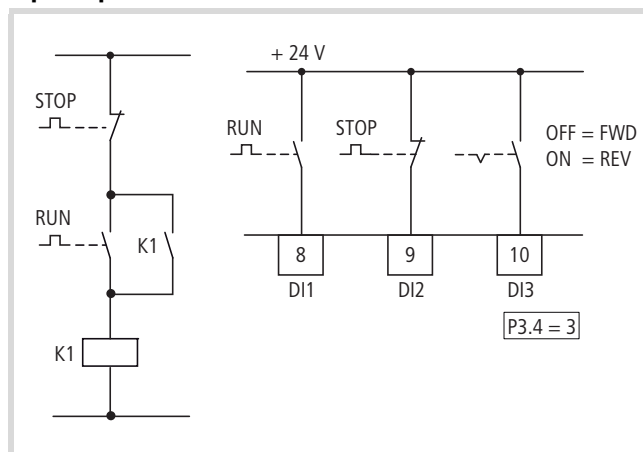 STOP
RUN
K1
K1
+ 24 V
RUN
STOP
OFF = FWD
ON = REV
8
9
10
DI1
DI2
DI3
P3.4 = 3